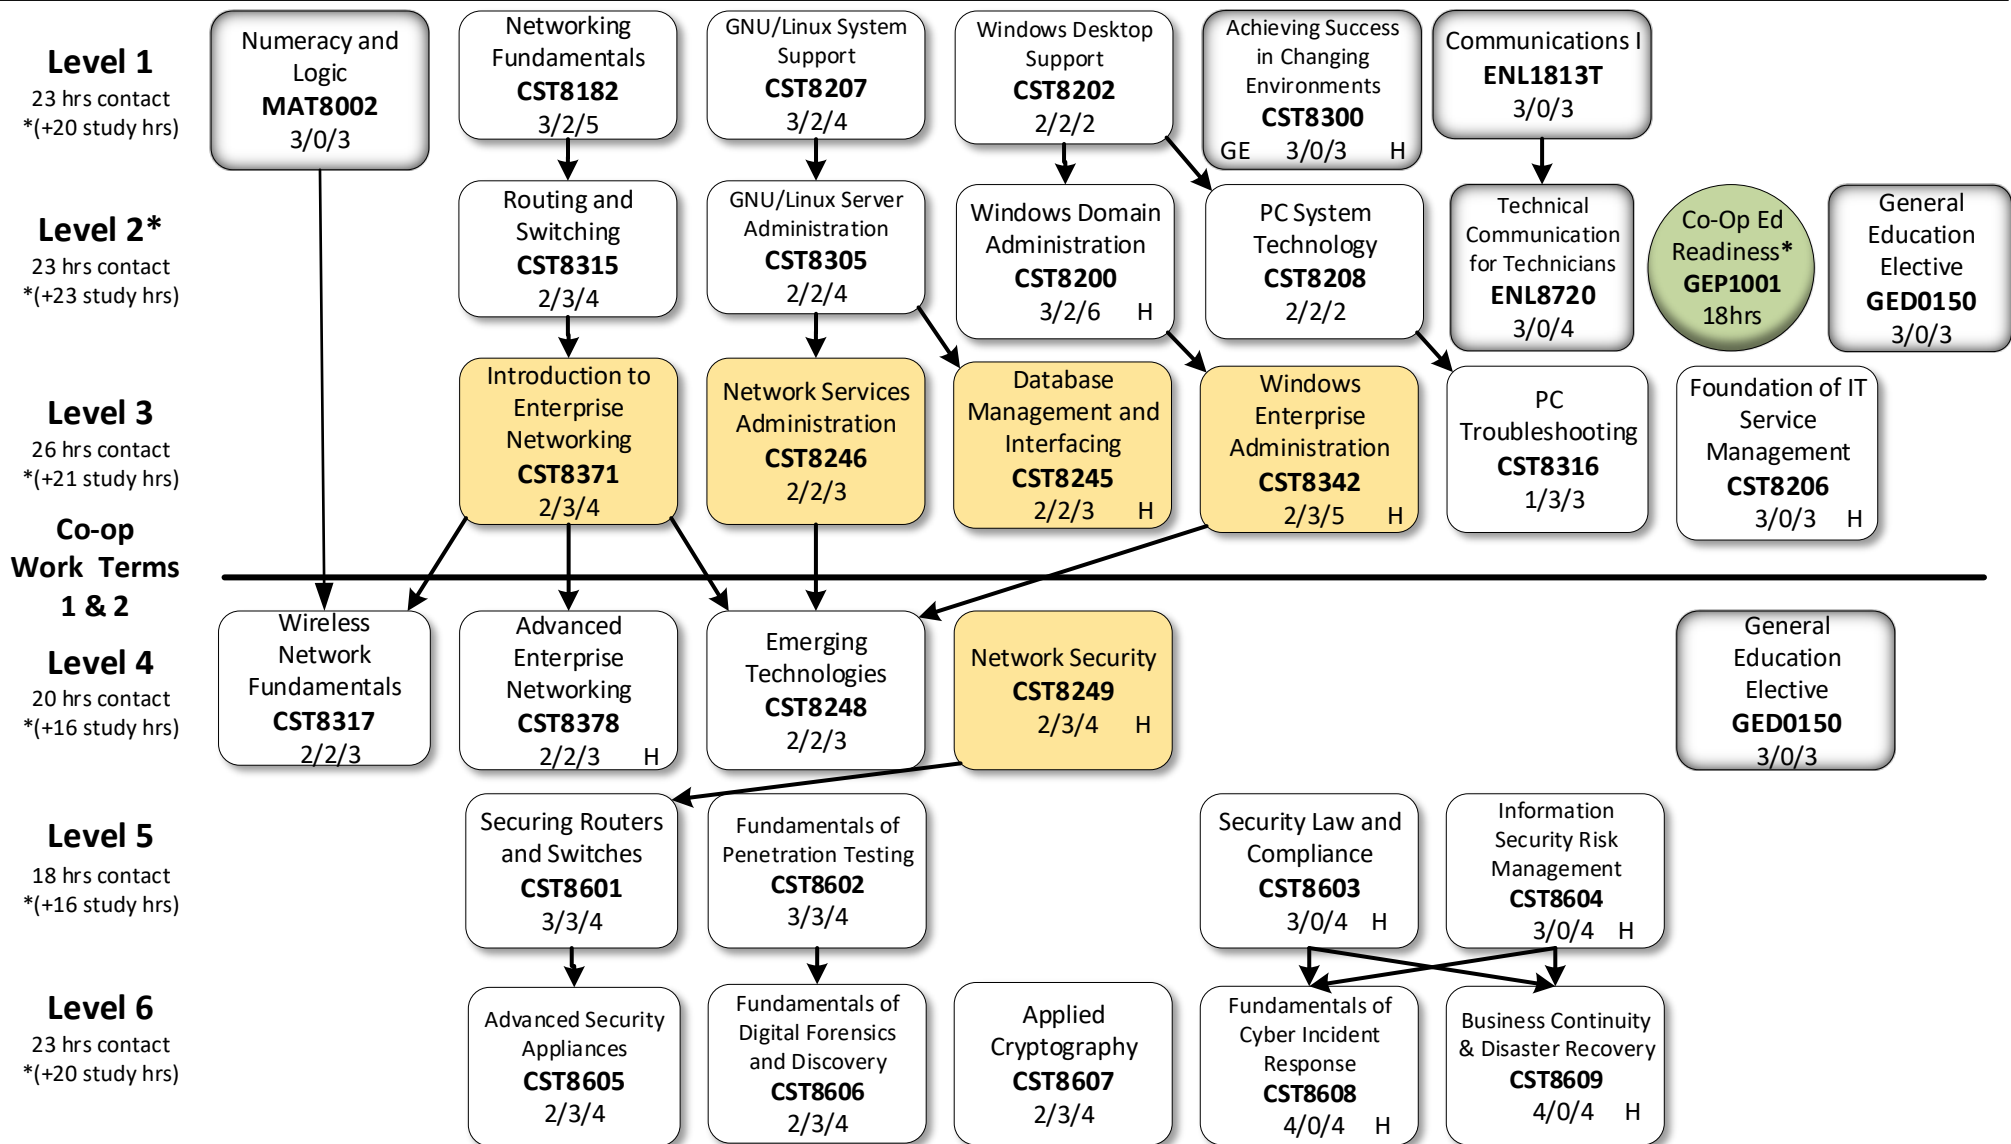 Level 1
23 hrs contact
*(+20 study hrs)
Numeracy and
Logic
MAT8002
3/0/3
Networking
Fundamentals
CST8182
3/2/5
GNU/Linux System
Support
CST8207
3/2/4
Windows Desktop
Support
CST8202
2/2/2
Achieving Success
in Changing
Environments
CST8300
GE 3/0/3 H
Communications I
ENL1813T
3/0/3
Level 2*
23 hrs contact
*(+23 study hrs)
Routing and
Switching
CST8315
2/3/4
GNU/Linux Server
Administration
CST8305
2/2/4
Windows Domain
Administration
CST8200
3/2/6 H
PC System
Technology
CST8208
2/2/2
Technical
Communication
for Technicians
ENL8720
3/0/4
Co-Op Ed
Readiness*
GEP1001
18hrs
General
Education
Elective
GED0150
3/0/3
Level 3
26 hrs contact
*(+21 study hrs)
Introduction to
Enterprise
Networking
CST8371
2/3/4
Network Services
Administration
CST8246
2/2/3
Database
Management and
Interfacing
CST8245
2/2/3 H
Windows
Enterprise
Administration
CST8342
2/3/5 H
PC
Troubleshooting
CST8316
1/3/3
Foundation of IT
Service
Management
CST8206
3/0/3 H
Co-op
Work Terms
1 & 2
Level 4
20 hrs contact
*(+16 study hrs)
Wireless
Network
Fundamentals
CST8317
2/2/3
Advanced
Enterprise
Networking
CST8378
2/2/3 H
Emerging
Technologies
CST8248
2/2/3
Network Security
CST8249
2/3/4 H
General
Education
Elective
GED0150
3/0/3
Level 5
18 hrs contact
*(+16 study hrs)
Securing Routers
and Switches
CST8601
3/3/4
Fundamentals of
Penetration Testing
CST8602
3/3/4
Security Law and
Compliance
CST8603
3/0/4 H
Information
Security Risk
Management
CST8604
3/0/4 H
Level 6
23 hrs contact
*(+20 study hrs)
Advanced Security
Appliances
CST8605
2/3/4
Fundamentals of
Digital Forensics
and Discovery
CST8606
2/3/4
Applied
Cryptography
CST8607
2/3/4
Fundamentals of
Cyber Incident
Response
CST8608
4/0/4 H
Business Continuity
& Disaster Recovery
CST8609
4/0/4 H